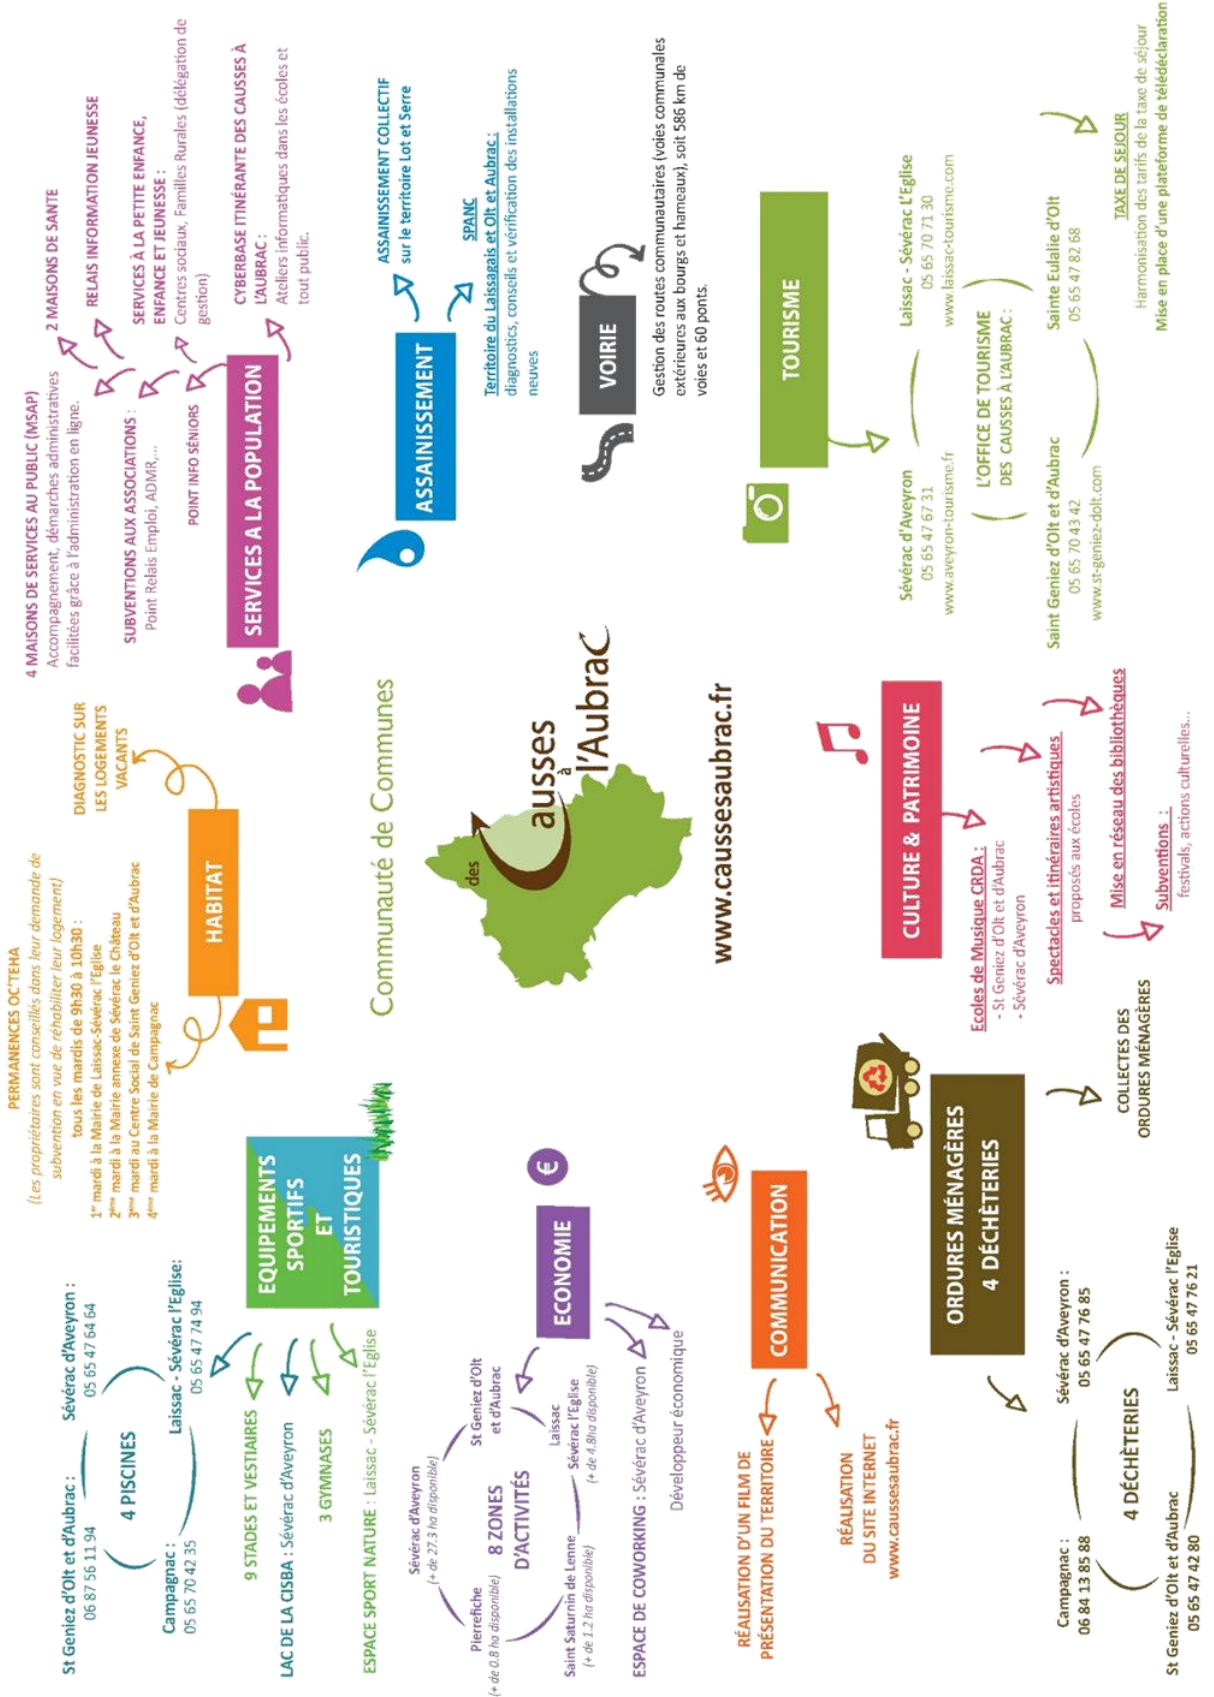 PERMANENCES OC'TEHA
(Les propriétaires sont conseillés dans leur demande de
subvention en vue de réhabiliter leur logement)
tous les mardis de 9h30 à 10h30 :
1er mardi à la Mairie de Laissac-Sévérac l'Eglise
2ème mardi à la Mairie annexe de Sévérac le Château
3ème mardi au Centre Social de Saint Geniez d'Olt et d'Aubrac
4ème mardi à la Mairie de Campagnac
HABITAT
DIAGNOSTIC SUR
LES LOGEMENTS
VACANTS
4 MAISONS DE SERVICES AU PUBLIC (MSAP)
Accompagnement, démarches administratives
facilitées grâce à l'administration en ligne.
SUBVENTIONS AUX ASSOCIATIONS :
Point Relais Emploi, ADMR,...
POINT INFO SÉNIORS
SERVICES A LA POPULATION
2 MAISONS DE SANTE
RELAIS INFORMATION JEUNESSE
SERVICES À LA PETITE ENFANCE,
ENFANCE ET JEUNESSE :
Centres sociaux, Familles Rurales (délégation de
gestion)
CYBERBASE ITINÉRANTE DES CAUSSES À
L'AUBRAC :
Ateliers informatiques dans les écoles et
tout public.
St Geniez d'Olt et d'Aubrac :
06 87 56 11 94
Sévérac d'Aveyron :
05 65 47 64 64
4 PISCINES
Campagnac :
05 65 70 42 35
Laissac - Sévérac l'Eglise:
05 65 47 74 94
9 STADES ET VESTIAIRES
LAC DE LA CISBA : Sévérac d'Aveyron
3 GYMNASES
ESPACE SPORT NATURE : Laissac - Sévérac l'Eglise
EQUIPEMENTS
SPORTIFS
ET
TOURISTIQUES
Communauté de Communes
des
ausses
à
l'Aubrac
www.caussesaubrac.fr
ASSAINISSEMENT
ASSAINISSEMENT COLLECTIF
sur le territoire Lot et Serre
SPANC
Territoire du Laissagais et Olt et Aubrac :
diagnostics, conseils et vérification des installations
neuves
Sévérac d'Aveyron
(+ de 27.3 ha disponible)
Pierrefiche
(+ de 0.8 ha disponible)
8 ZONES
D'ACTIVITÉS
St Geniez d'Olt
et d'Aubrac
Saint Saturnin de Lenne
(+ de 1.2 ha disponible)
Laissac
Sévérac l'Eglise
(+ de 4.8ha disponible)
ESPACE DE COWORKING : Sévérac d'Aveyron
Développeur économique
ECONOMIE
€
VOIRIE
Gestion des routes communautaires (voies communales
extérieures aux bourgs et hameaux), soit 586 km de
voies et 60 ponts.
RÉALISATION D'UN FILM DE
PRÉSENTATION DU TERRITOIRE
RÉALISATION
DU SITE INTERNET
www.caussesaubrac.fr
COMMUNICATION
CULTURE & PATRIMOINE
Ecoles de Musique CRDA :
- St Geniez d'Olt et d'Aubrac
- Sévérac d'Aveyron
Spectacles et itinéraires artistiques
proposés aux écoles
Mise en réseau des bibliothèques
Subventions :
festivals, actions culturelles...
TOURISME
Sévérac d'Aveyron
05 65 47 67 31
www.aveyron-tourisme.fr
Laissac - Sévérac L'Eglise
05 65 70 71 30
www.laissac-tourisme.com
L'OFFICE DE TOURISME
DES CAUSSES À L'AUBRAC :
Saint Geniez d'Olt et d'Aubrac
05 65 70 43 42
www.st-geniez-dolt.com
Sainte Eulalie d'Olt
05 65 47 82 68
TAXE DE SEJOUR
Harmonisation des tarifs de la taxe de séjour
Mise en place d'une plateforme de télédéclaration
ORDURES MÉNAGÈRES
4 DÉCHÈTERIES
Campagnac :
06 84 13 85 88
Sévérac d'Aveyron :
05 65 47 76 85
4 DÉCHÈTERIES
St Geniez d'Olt et d'Aubrac
05 65 47 42 80
Laissac - Sévérac l'Eglise
05 65 47 76 21
COLLECTES DES
ORDURES MÉNAGÈRES